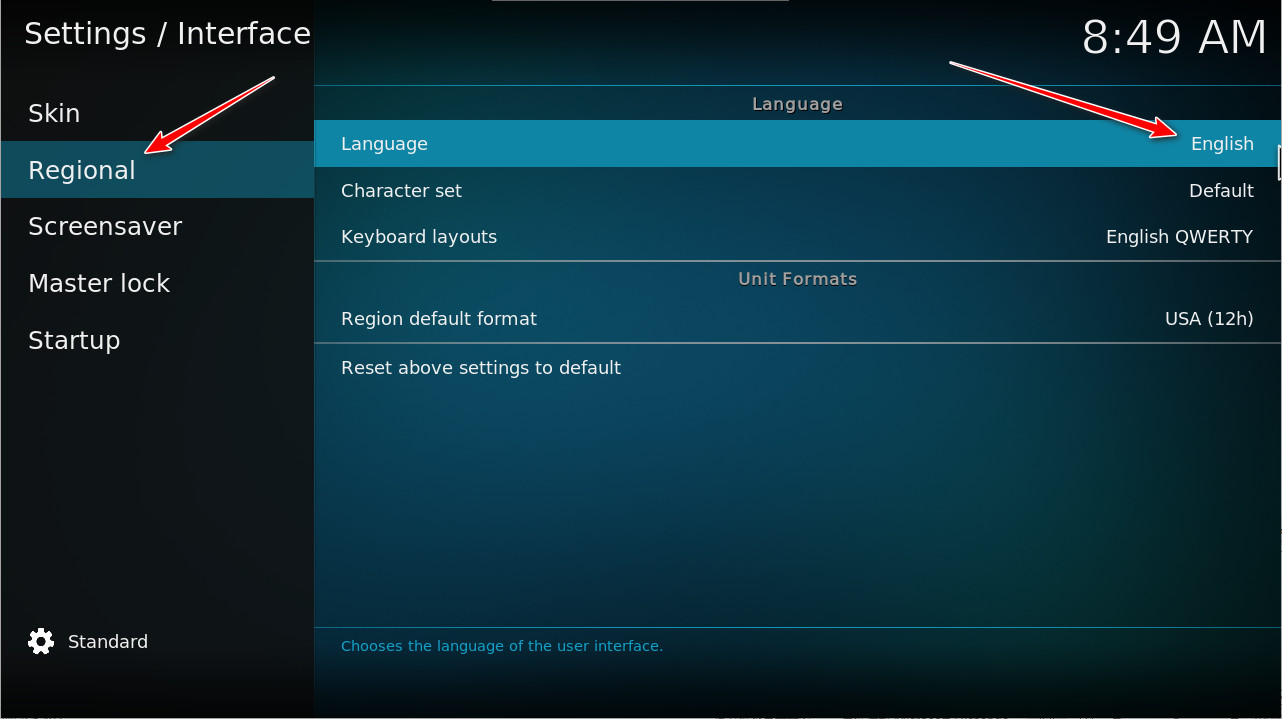 Settings / Interface
8:49 AM
Skin
Regional
Screensaver
Master lock
Startup
Standard
Language
Language English
Character set Default
Keyboard layouts English QWERTY
Unit Formats
Region default format USA (12h)
Reset above settings to default
Chooses the language of the user interface.